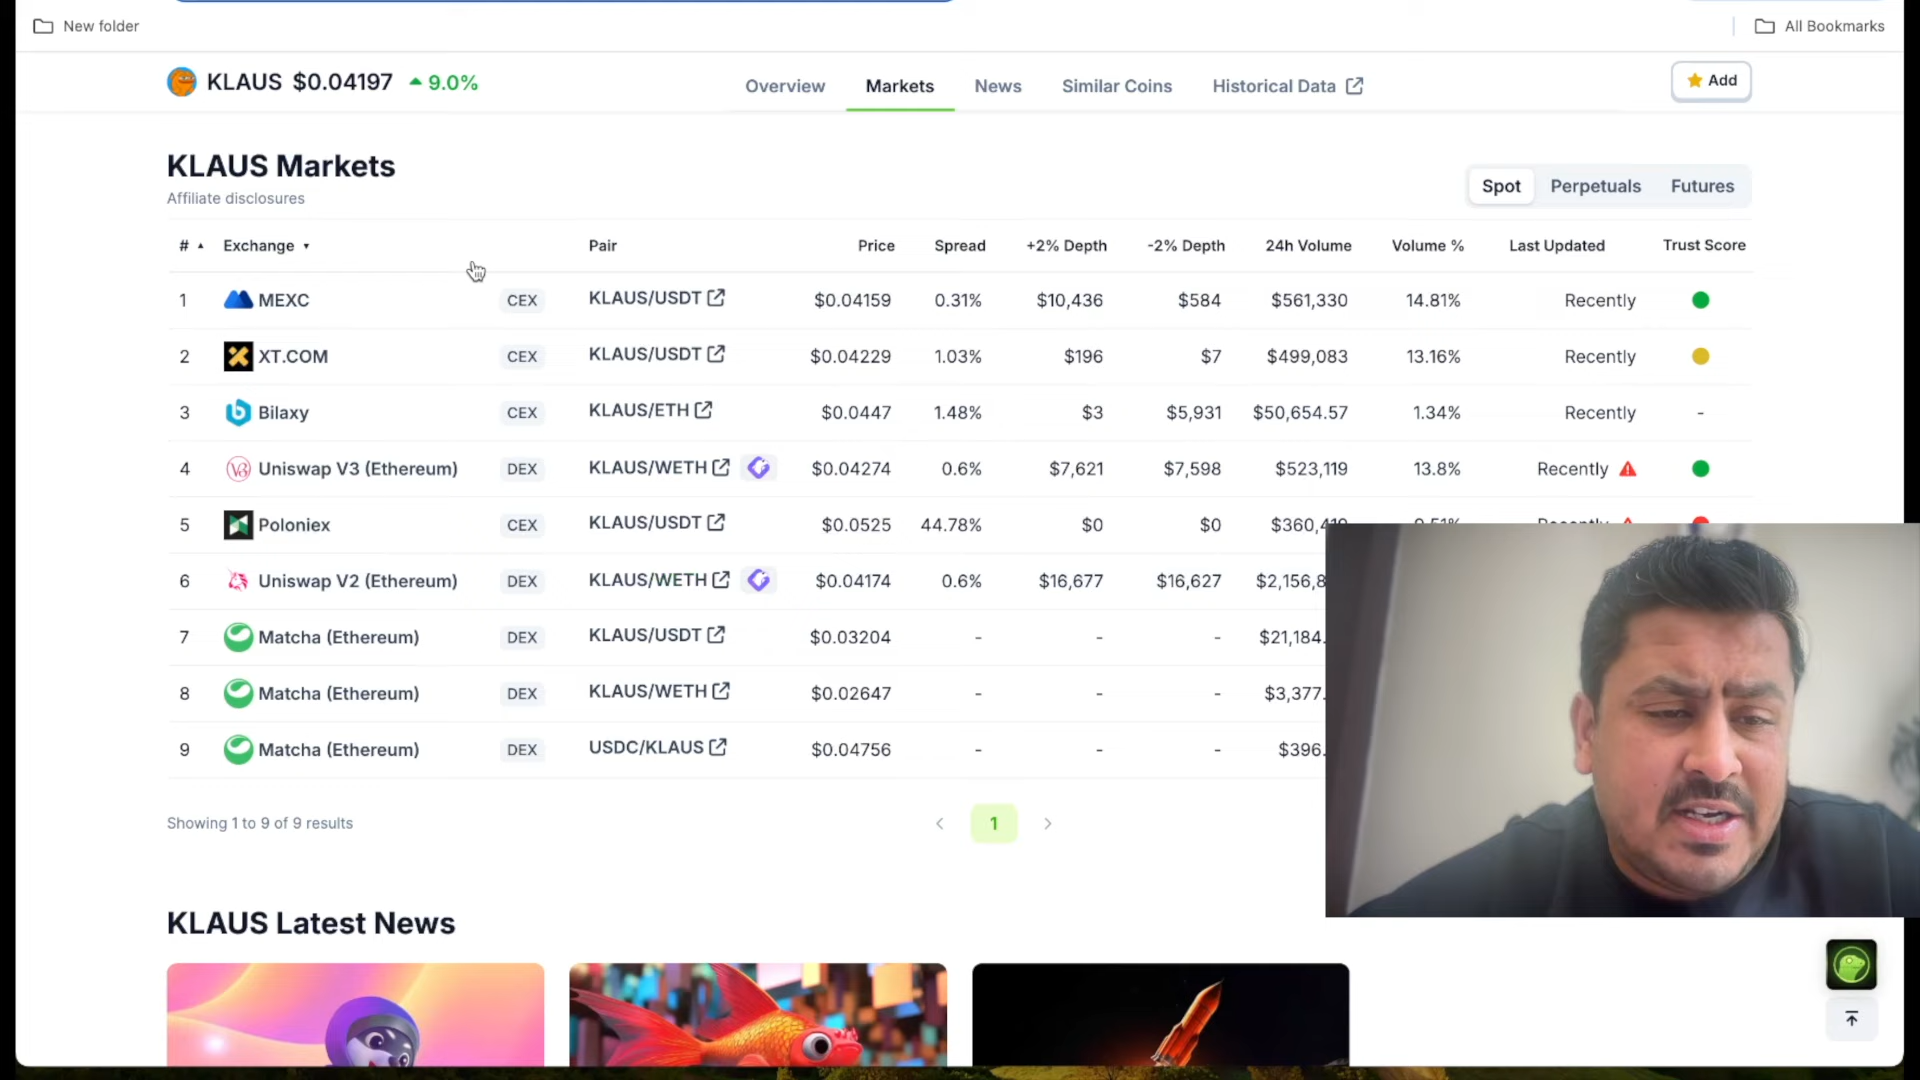 New folder
All Bookmarks
KLAUS $0.04197 9.0%
Overview Markets News Similar Coins Historical Data
Add
KLAUS Markets
Affiliate disclosures
Spot Perpetuals Futures
# Exchange Pair Price Spread +2% Depth -2% Depth 24h Volume Volume % Last Updated Trust Score
1 MEXC CEX KLAUS/USDT $0.04159 0.31% $10,436 $584 $561,330 14.81% Recently
2 XT.COM CEX KLAUS/USDT $0.04229 1.03% $196 $7 $499,083 13.16% Recently -
3 Bilaxy CEX KLAUS/ETH $0.0447 1.48% $3 $5,931 $50,654.57 1.34% Recently -
4 Uniswap V3 (Ethereum) DEX KLAUS/WETH $0.04274 0.6% $7,621 $7,598 $523,119 13.8% Recently
5 Poloniex CEX KLAUS/USDT $0.0525 44.78% $0 $0 $360,
6 Uniswap V2 (Ethereum) DEX KLAUS/WETH $0.04174 0.6% $16,677 $16,627 $2,156,8
7 Matcha (Ethereum) DEX KLAUS/USDT $0.03204 - - - $21,184.
8 Matcha (Ethereum) DEX KLAUS/WETH $0.02647 - - - $3,377.
9 Matcha (Ethereum) DEX USDC/KLAUS $0.04756 - - - $396.
Showing 1 to 9 of 9 results
1
KLAUS Latest News